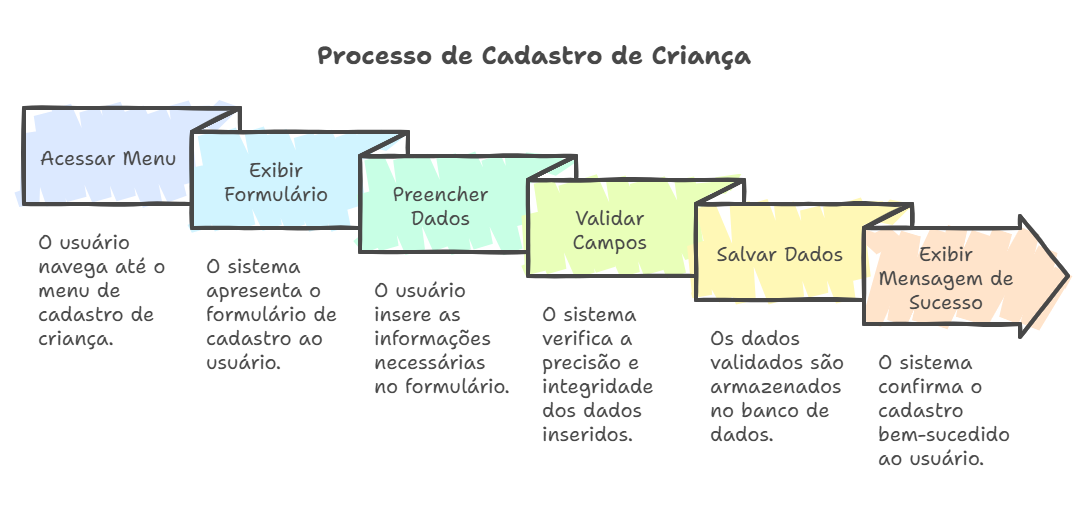 Processo de Cadastro de Criança
Acessar Menu
O usuário
navega até o
menu de
cadastro de
criança.
Exibir
Formulário
O sistema
apresenta o
formulário de
cadastro ao
usuário.
Preencher
Dados
O usuário
insere as
informações
necessárias
no formulário.
Validar
Campos
O sistema
verifica a
precisão e
integridade
dos dados
inseridos.
Salvar Dados
Os dados
validados são
armazenados
no banco de
dados.
Exibir
Mensagem de
Sucesso
O sistema
confirma o
cadastro
bem-sucedido
ao usuário.